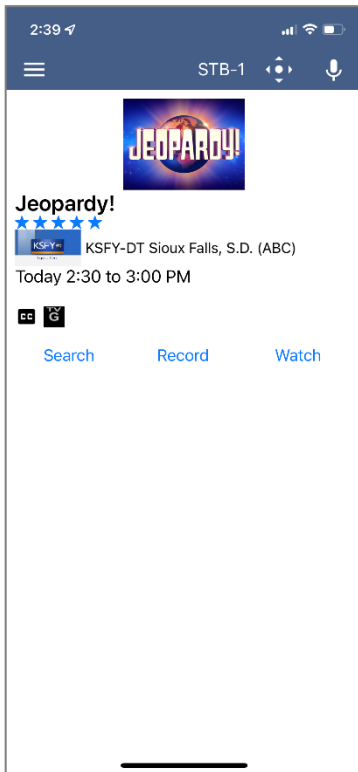 2:39
STB-1
JEOPARDY!
Jeopardy!
KSFY
KSFY-DT Sioux Falls, S.D. (ABC)
Today 2:30 to 3:00 PM
CC TV G
Search Record Watch